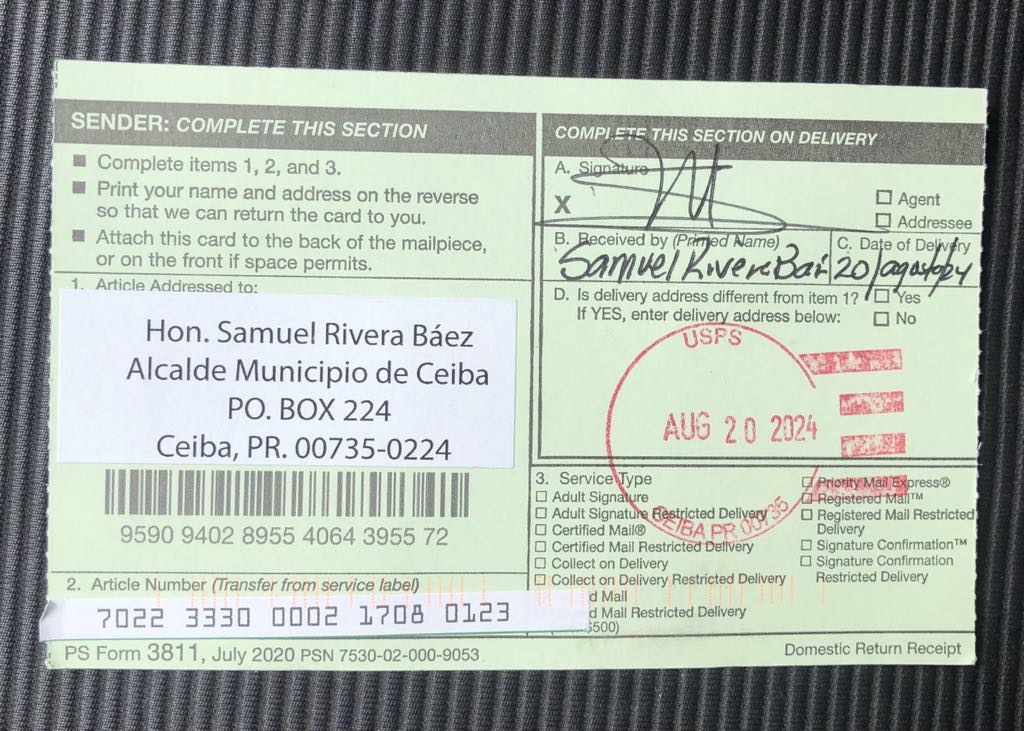 SENDER: COMPLETE THIS SECTION
■ Complete items 1, 2, and 3.
■ Print your name and address on the reverse
so that we can return the card to you.
■ Attach this card to the back of the mailpiece,
or on the front if space permits.
1. Article Addressed to:
Hon. Samuel Rivera Báez
Alcalde Municipio de Ceiba
PO. BOX 224
Ceiba, PR. 00735-0224
9590 9402 8955 4064 3955 72
2. Article Number (Transfer from service label)
7022 3330 0002 1708 0123
PS Form 3811, July 2020 PSN 7530-02-000-9053
COMPLETE THIS SECTION ON DELIVERY
A. Signature
X
☐ Agent
☐ Addressee
B. Received by (Printed Name)
Samuel Rivera
C. Date of Delivery
20/agosto/24
D. Is delivery address different from item 1? ☐ Yes
If YES, enter delivery address below: ☐ No
USPS
AUG 20 2024
CEIBA PR 00735
3. Service Type
☐ Adult Signature
☐ Adult Signature Restricted Delivery
☐ Certified Mail®
☐ Certified Mail Restricted Delivery
☐ Collect on Delivery
☐ Collect on Delivery Restricted Delivery
d Mail
d Mail Restricted Delivery
$500)
☐ Priority Mail Express®
☐ Registered Mail™
☐ Registered Mail Restricted
Delivery
☐ Signature Confirmation™
☐ Signature Confirmation
Restricted Delivery
Domestic Return Receipt